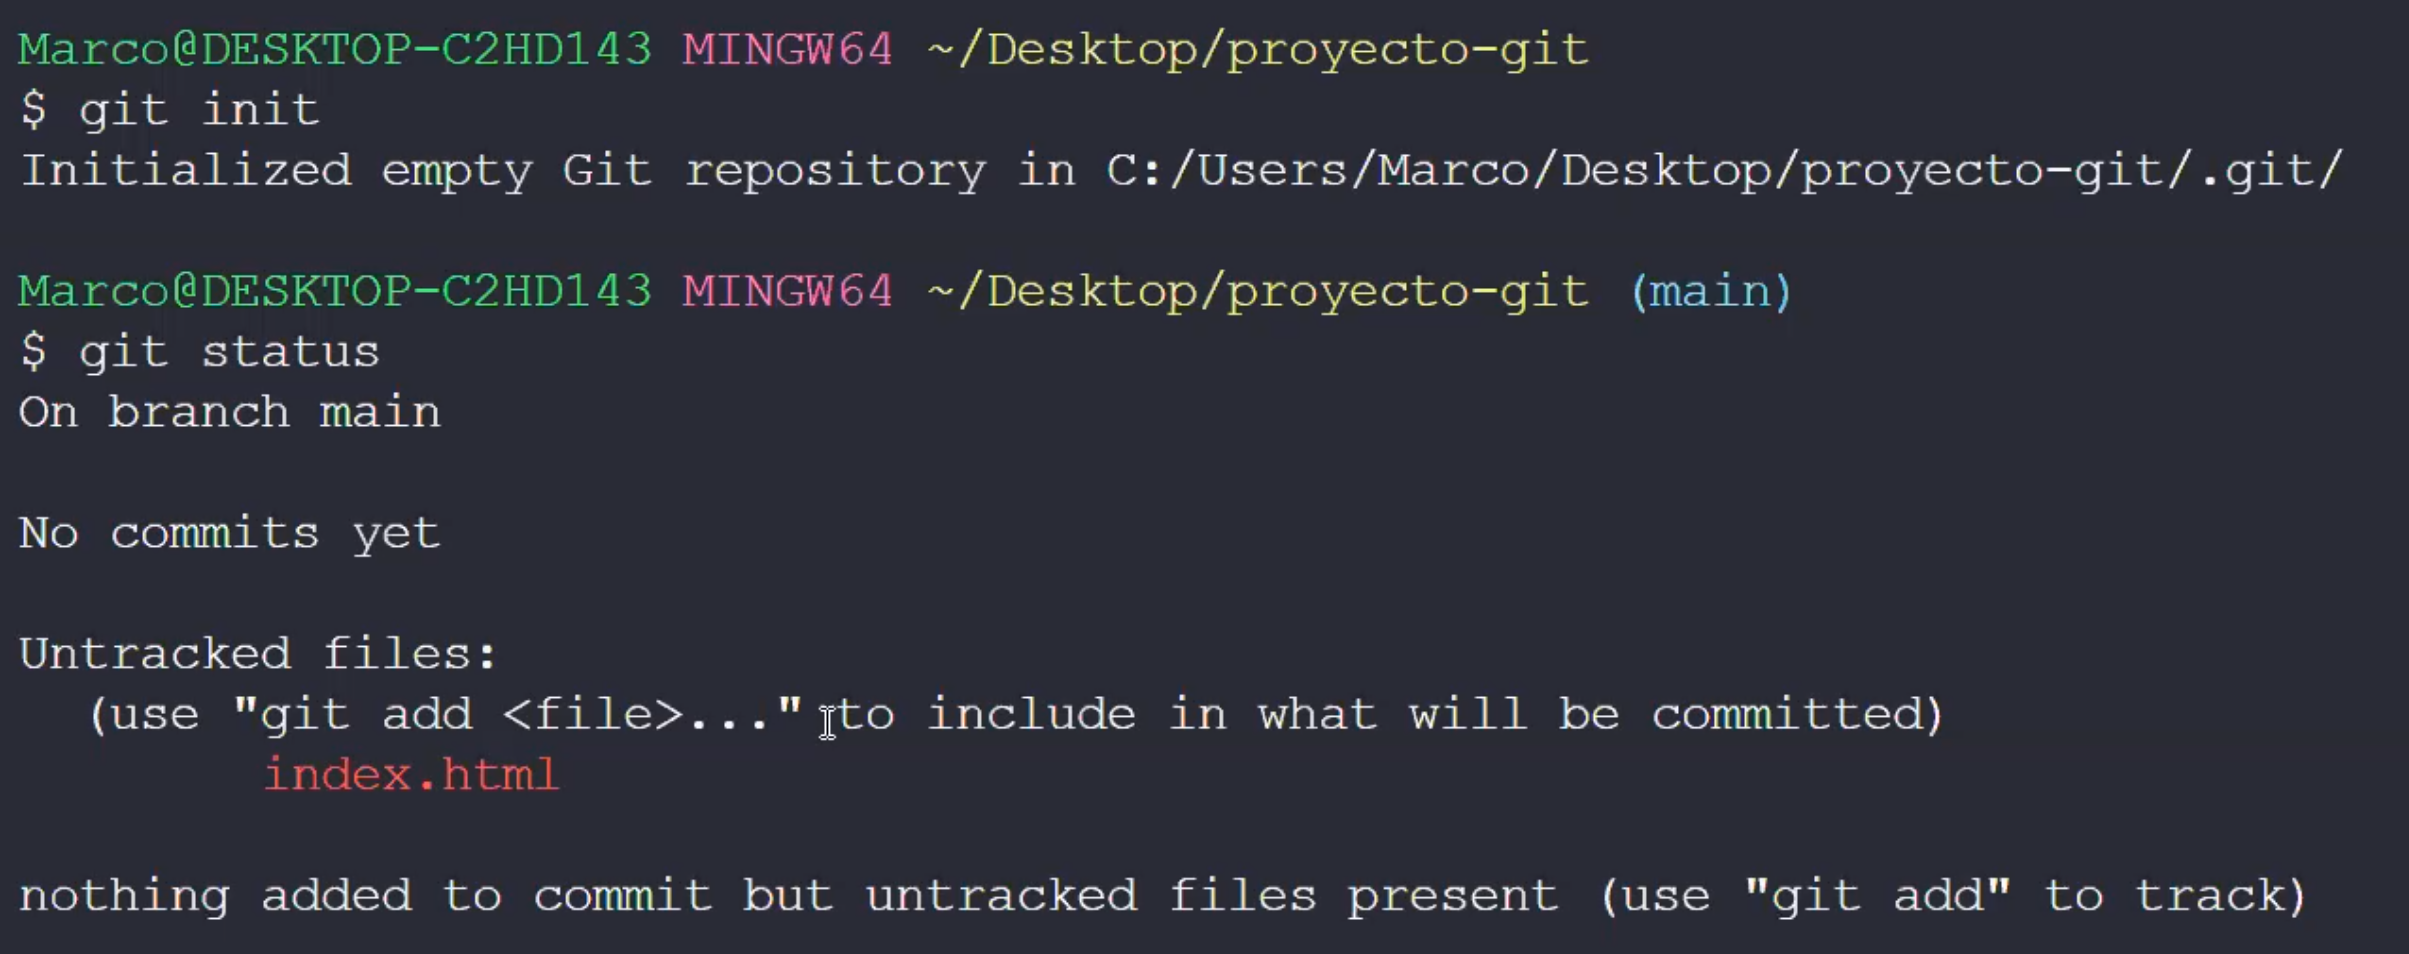 Marco@DESKTOP-C2HD143 MINGW64 ~/Desktop/proyecto-git
$ git init
Initialized empty Git repository in C:/Users/Marco/Desktop/proyecto-git/.git/
Marco@DESKTOP-C2HD143 MINGW64 ~/Desktop/proyecto-git (main)
$ git status
On branch main
No commits yet
Untracked files:
  (use "git add <file>..." to include in what will be committed)
        index.html
nothing added to commit but untracked files present (use "git add" to track)